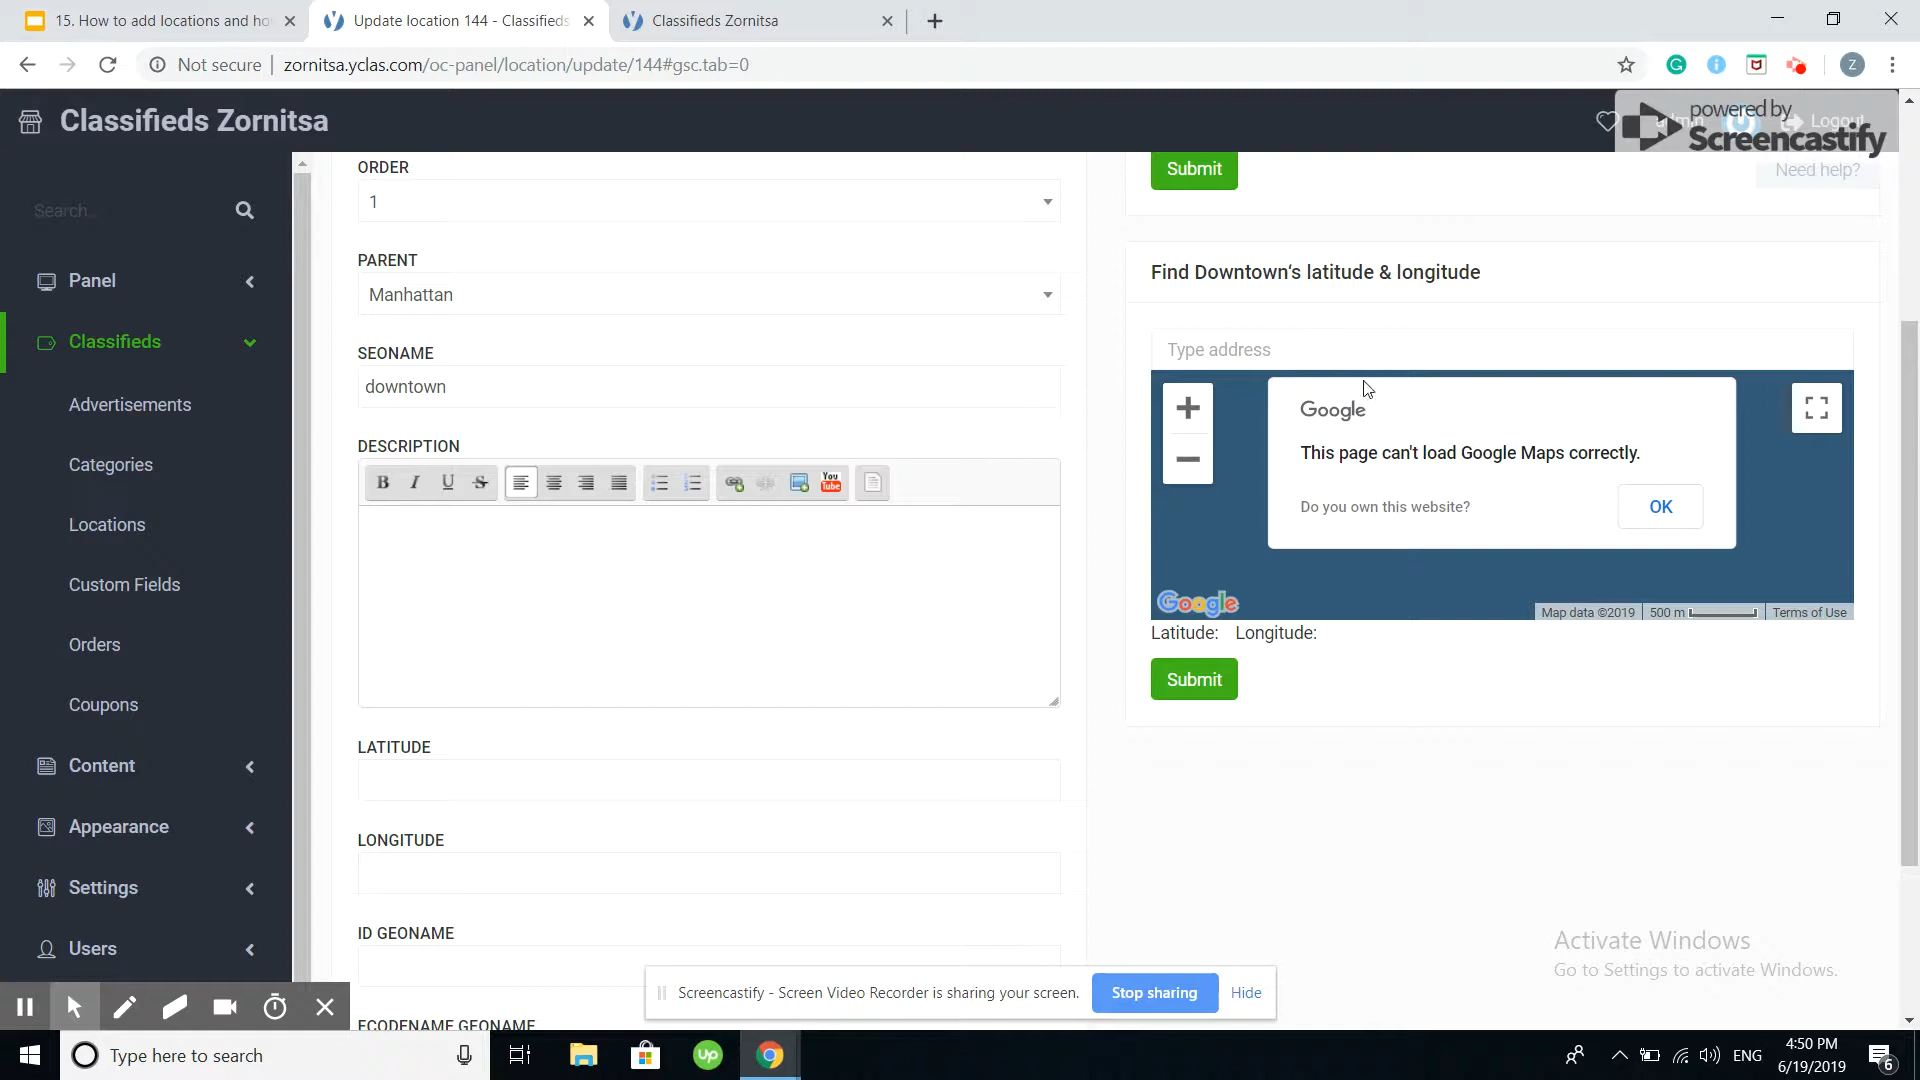 15. How to add locations and ho
Update location 144 - Classifieds
Classifieds Zornitsa
Not secure
zornitsa.yclas.com/oc-panel/location/update/144#gsc.tab=0
Z
Classifieds Zornitsa
admin
Logout
powered by
Screencastify
Need help?
Search...
Panel
Classifieds
Advertisements
Categories
Locations
Custom Fields
Orders
Coupons
Content
Appearance
Settings
Users
ORDER
1
PARENT
Manhattan
SEONAME
downtown
DESCRIPTION
B I U S
You
Tube
LATITUDE
LONGITUDE
ID GEONAME
FCODENAME GEONAME
Submit
Find Downtown's latitude & longitude
Type address
Google
This page can't load Google Maps correctly.
Do you own this website?
OK
Google
Map data ©2019
500 m
Terms of Use
Latitude: Longitude:
Submit
Activate Windows
Go to Settings to activate Windows.
Screencastify - Screen Video Recorder is sharing your screen.
Stop sharing
Hide
Type here to search
Up
ENG
4:50 PM
6/19/2019
6